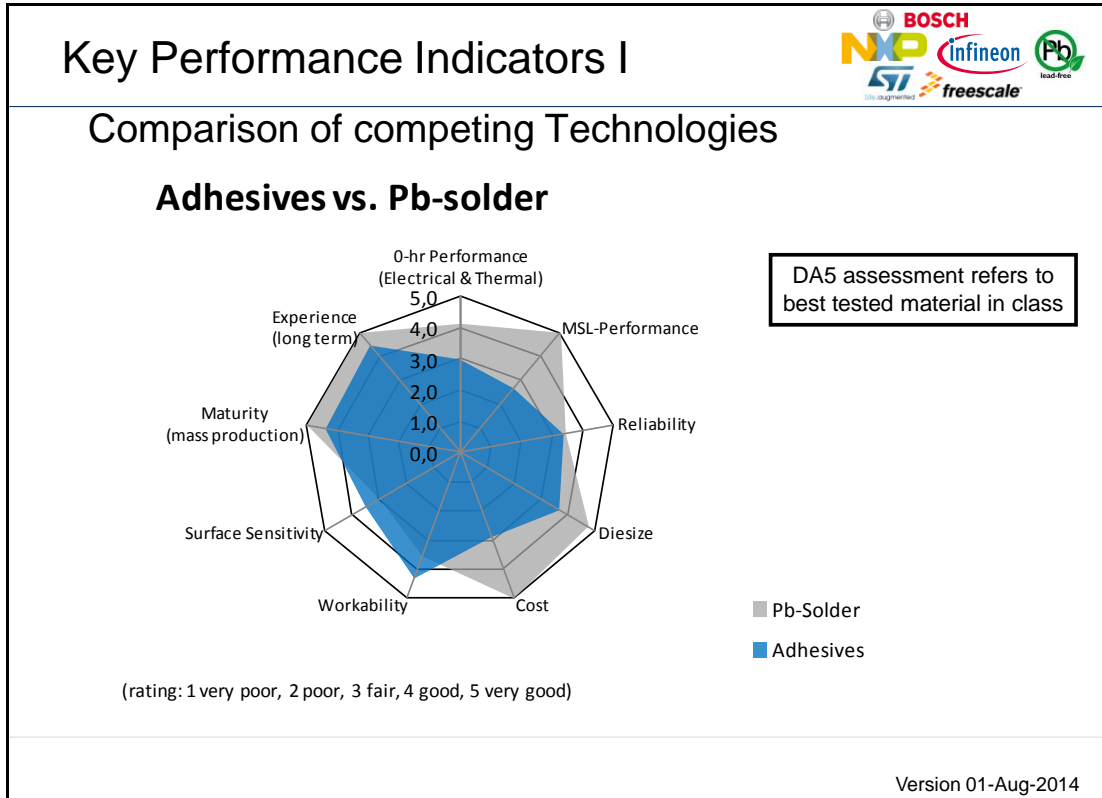 Key Performance Indicators I
BOSCH
NXP
infineon
Pb
lead-free
ST
life.augmented
freescale
Comparison of competing Technologies
Adhesives vs. Pb-solder
0-hr Performance
(Electrical & Thermal)
5,0
4,0
3,0
2,0
1,0
0,0
MSL-Performance
Reliability
Diesize
Cost
Workability
Surface Sensitivity
Maturity
(mass production)
Experience
(long term)
DA5 assessment refers to
best tested material in class
Pb-Solder
Adhesives
(rating: 1 very poor, 2 poor, 3 fair, 4 good, 5 very good)
Version 01-Aug-2014